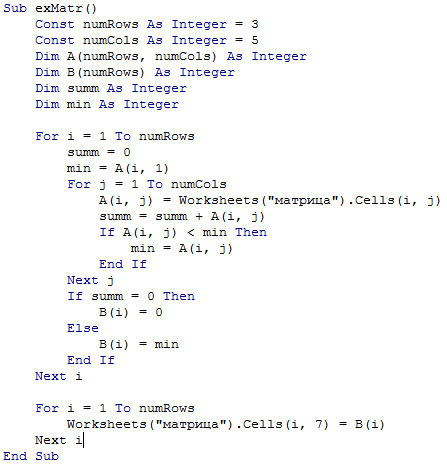 Sub exMatr()
    Const numRows As Integer = 3
    Const numCols As Integer = 5
    Dim A(numRows, numCols) As Integer
    Dim B(numRows) As Integer
    Dim summ As Integer
    Dim min As Integer

    For i = 1 To numRows
        summ = 0
        min = A(i, 1)
        For j = 1 To numCols
            A(i, j) = Worksheets("матрица").Cells(i, j)
            summ = summ + A(i, j)
            If A(i, j) < min Then
                min = A(i, j)
            End If
        Next j
        If summ = 0 Then
            B(i) = 0
        Else
            B(i) = min
        End If
    Next i

    For i = 1 To numRows
        Worksheets("матрица").Cells(i, 7) = B(i)
    Next i
End Sub